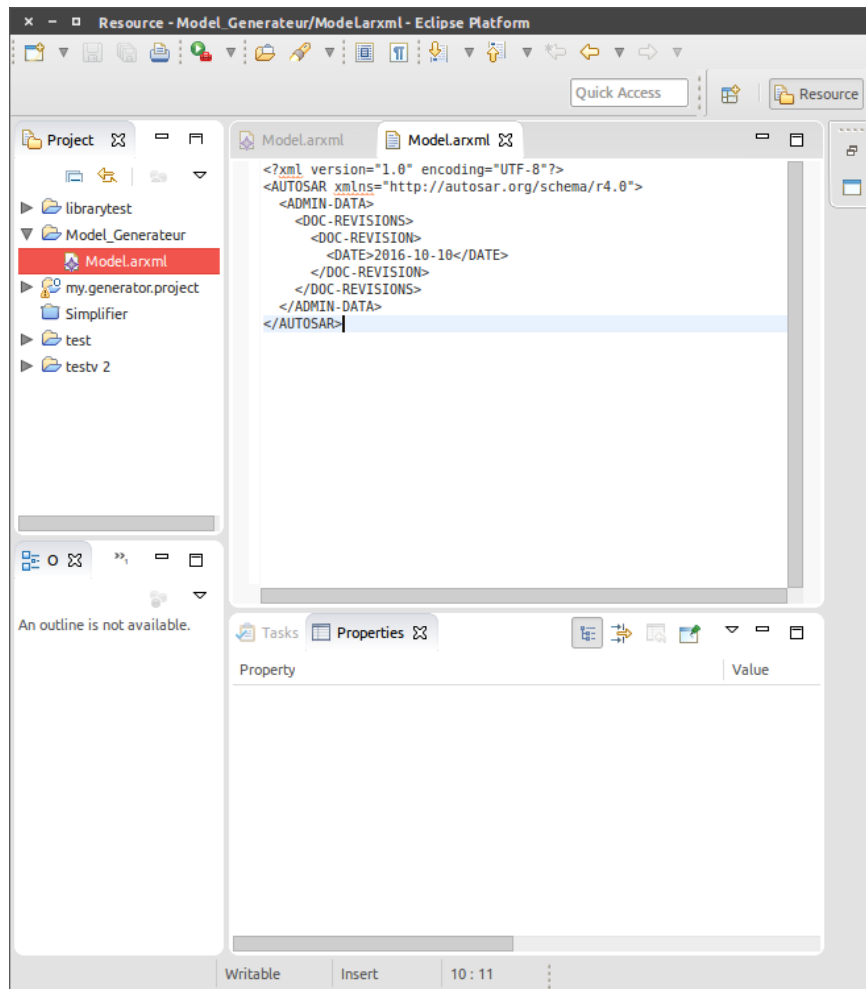 Resource - Model_Generateur/Model.arxml - Eclipse Platform
Quick Access
Resource
Project
librarytest
Model_Generateur
Model.arxml
my.generator.project
Simplifier
test
testv 2
Model.arxml
Model.arxml
<?xml version="1.0" encoding="UTF-8"?>
<AUTOSAR xmlns="http://autosar.org/schema/r4.0">
<ADMIN-DATA>
<DOC-REVISIONS>
<DOC-REVISION>
<DATE>2016-10-10</DATE>
</DOC-REVISION>
</DOC-REVISIONS>
</ADMIN-DATA>
</AUTOSAR>
O
»1
An outline is not available.
Tasks
Properties
Property
Value
Writable
Insert
10 : 11